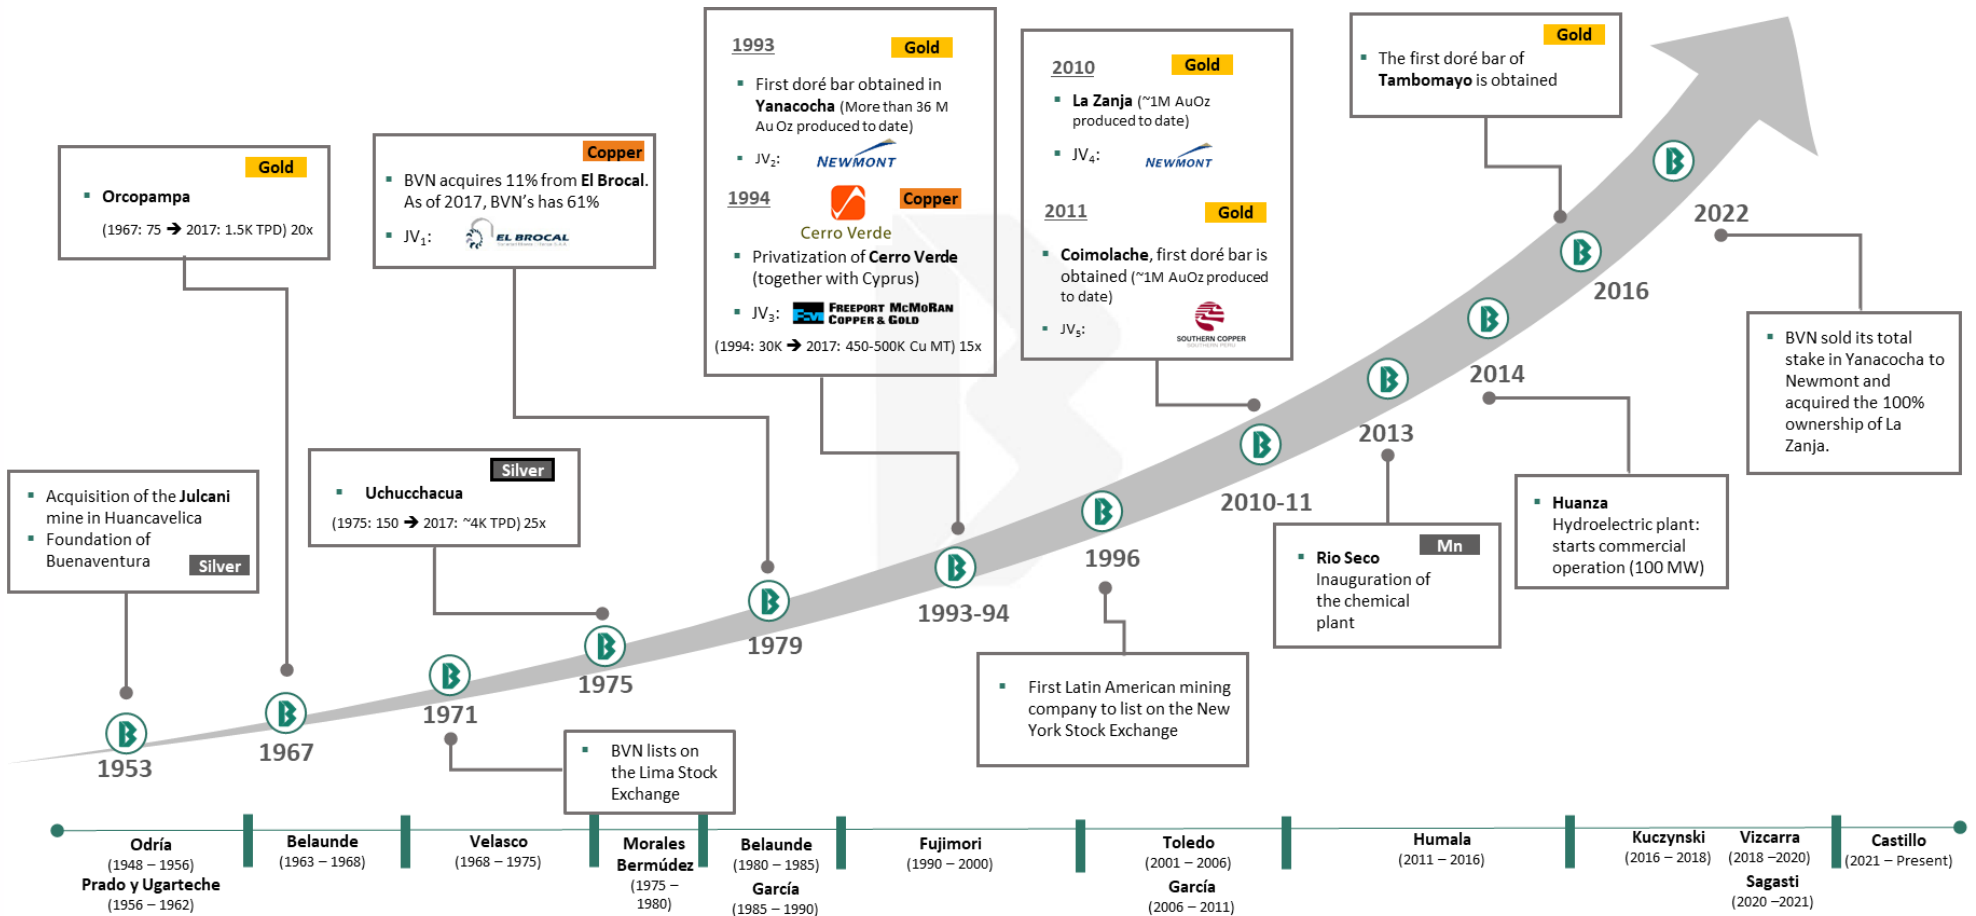 Acquisition of the Julcani
mine in Huancavelica
Foundation of
Buenaventura
Silver
1953
Gold
Orcopampa
(1967: 75 ➔ 2017: 1.5K TPD) 20x
1967
1971
BVN lists on
the Lima Stock
Exchange
Silver
Uchucchacua
(1975: 150 ➔ 2017: ~4K TPD) 25x
1975
Copper
BVN acquires 11% from El Brocal.
As of 2017, BVN's has 61%
JV1:
EL BROCAL
1979
1993
Gold
First doré bar obtained in
Yanacocha (More than 36 M
Au Oz produced to date)
JV2:
NEWMONT
1994
Copper
Cerro Verde
Privatization of Cerro Verde
(together with Cyprus)
JV3:
FCX
FREEPORT MCMORAN
COPPER & GOLD
(1994: 30K ➔ 2017: 450-500K Cu MT) 15x
1993-94
1996
First Latin American mining
company to list on the New
York Stock Exchange
2010
Gold
La Zanja (~1M AuOz
produced to date)
JV4:
NEWMONT
2011
Gold
Coimolache, first doré bar is
obtained (~1M AuOz produced
to date)
JV5:
SOUTHERN COPPER
SOUTHERN PERU
2010-11
2013
Mn
Rio Seco
Inauguration of
the chemical
plant
2014
Huanza
Hydroelectric plant:
starts commercial
operation (100 MW)
Gold
The first doré bar of
Tambomayo is obtained
2016
2022
BVN sold its total
stake in Yanacocha to
Newmont and
acquired the 100%
ownership of La
Zanja.
Odría
(1948 – 1956)
Prado y Ugarteche
(1956 – 1962)
Belaunde
(1963 – 1968)
Velasco
(1968 – 1975)
Morales
Bermúdez
(1975 –
1980)
Belaunde
(1980 – 1985)
García
(1985 – 1990)
Fujimori
(1990 – 2000)
Toledo
(2001 – 2006)
García
(2006 – 2011)
Humala
(2011 – 2016)
Kuczynski
(2016 – 2018)
Vizcarra
(2018 –2020)
Sagasti
(2020 –2021)
Castillo
(2021 – Present)